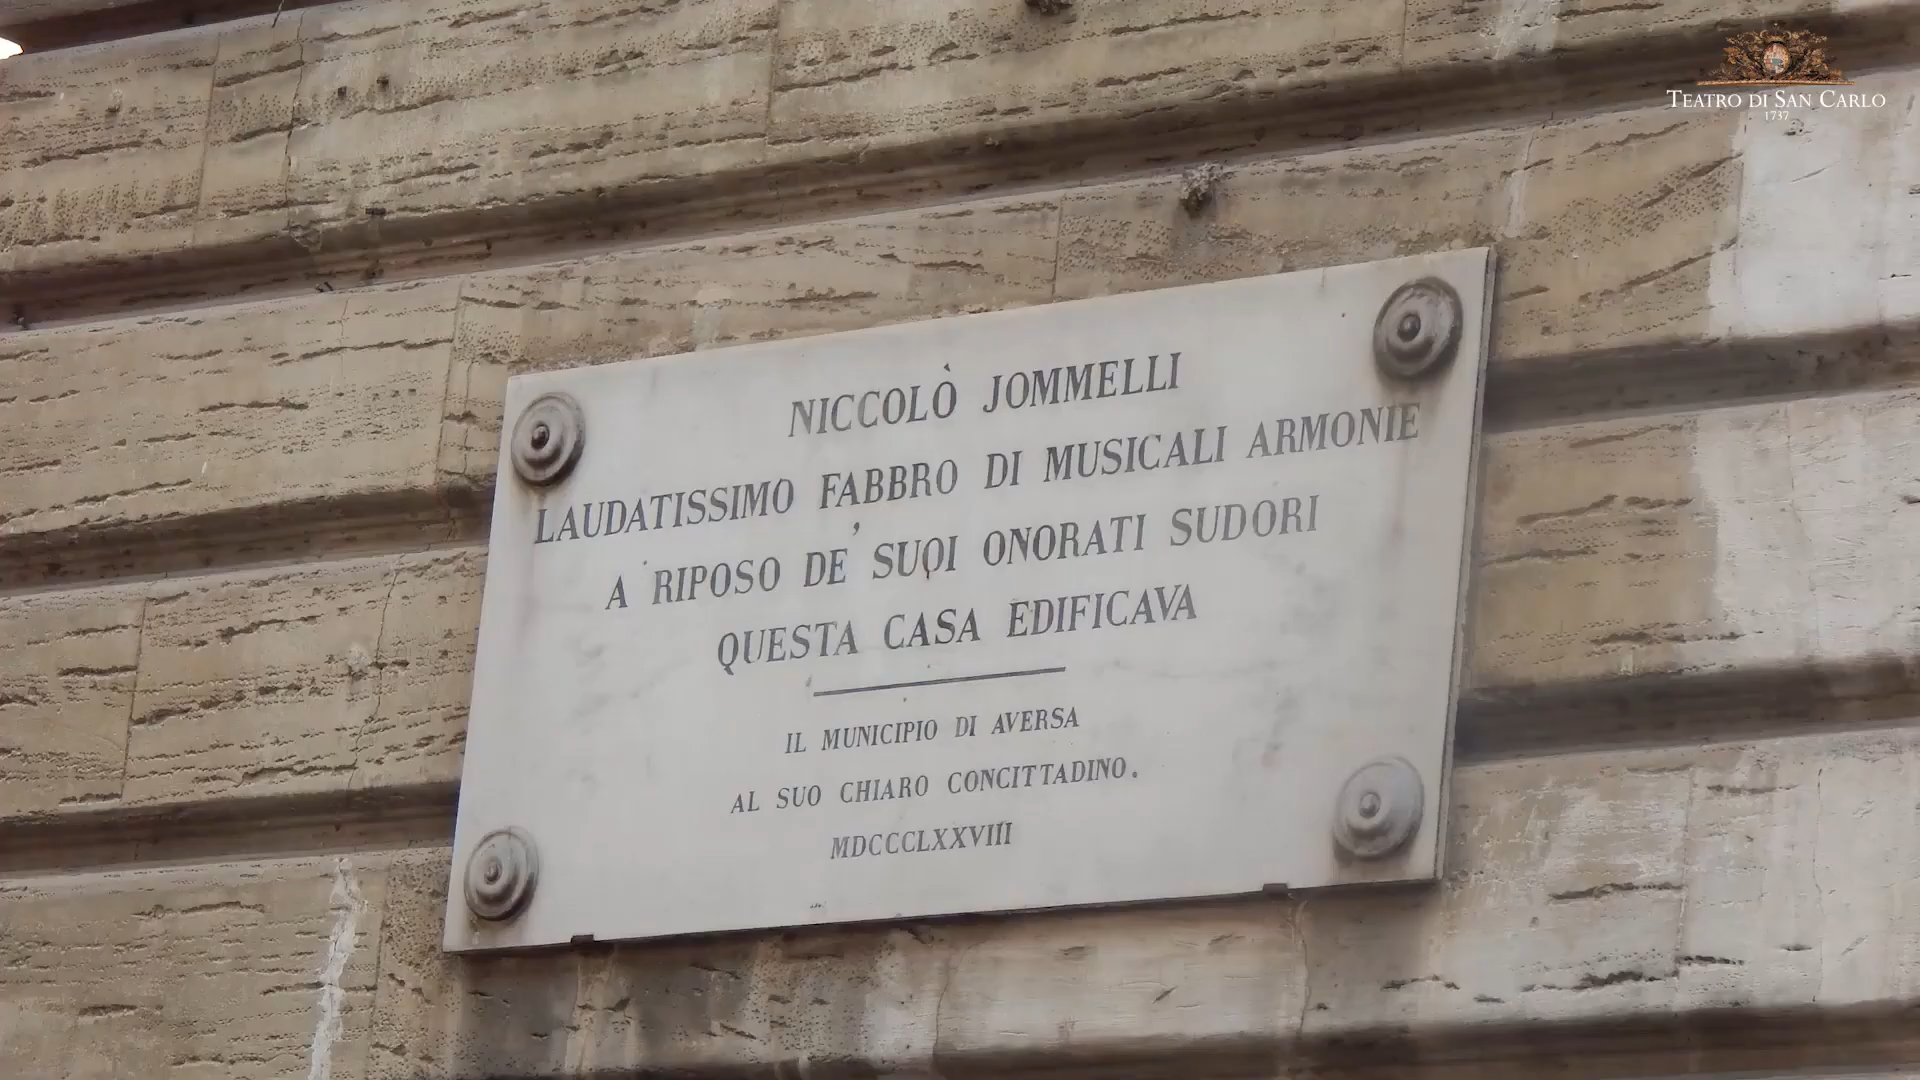 TEATRO DI SAN CARLO
1737
NICCOLÒ JOMMELLI
LAUDATISSIMO FABBRO DI MUSICALI ARMONIE
A RIPOSO DE' SUOI ONORATI SUDORI
QUESTA CASA EDIFICAVA
IL MUNICIPIO DI AVERSA
AL SUO CHIARO CONCITTADINO.
MDCCCLXXVIII